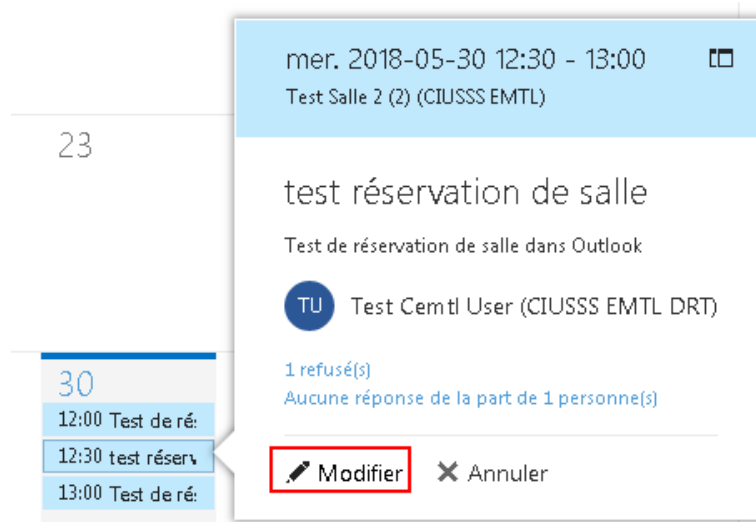 mer. 2018-05-30 12:30 - 13:00
Test Salle 2 (2) (CIUSSS EMTL)
23
test réservation de salle
Test de réservation de salle dans Outlook
TU Test Cemtl User (CIUSSS EMTL DRT)
1 refusé(s)
Aucune réponse de la part de 1 personne(s)
30
12:00 Test de ré
12:30 test réserv
13:00 Test de ré
Modifier Annuler